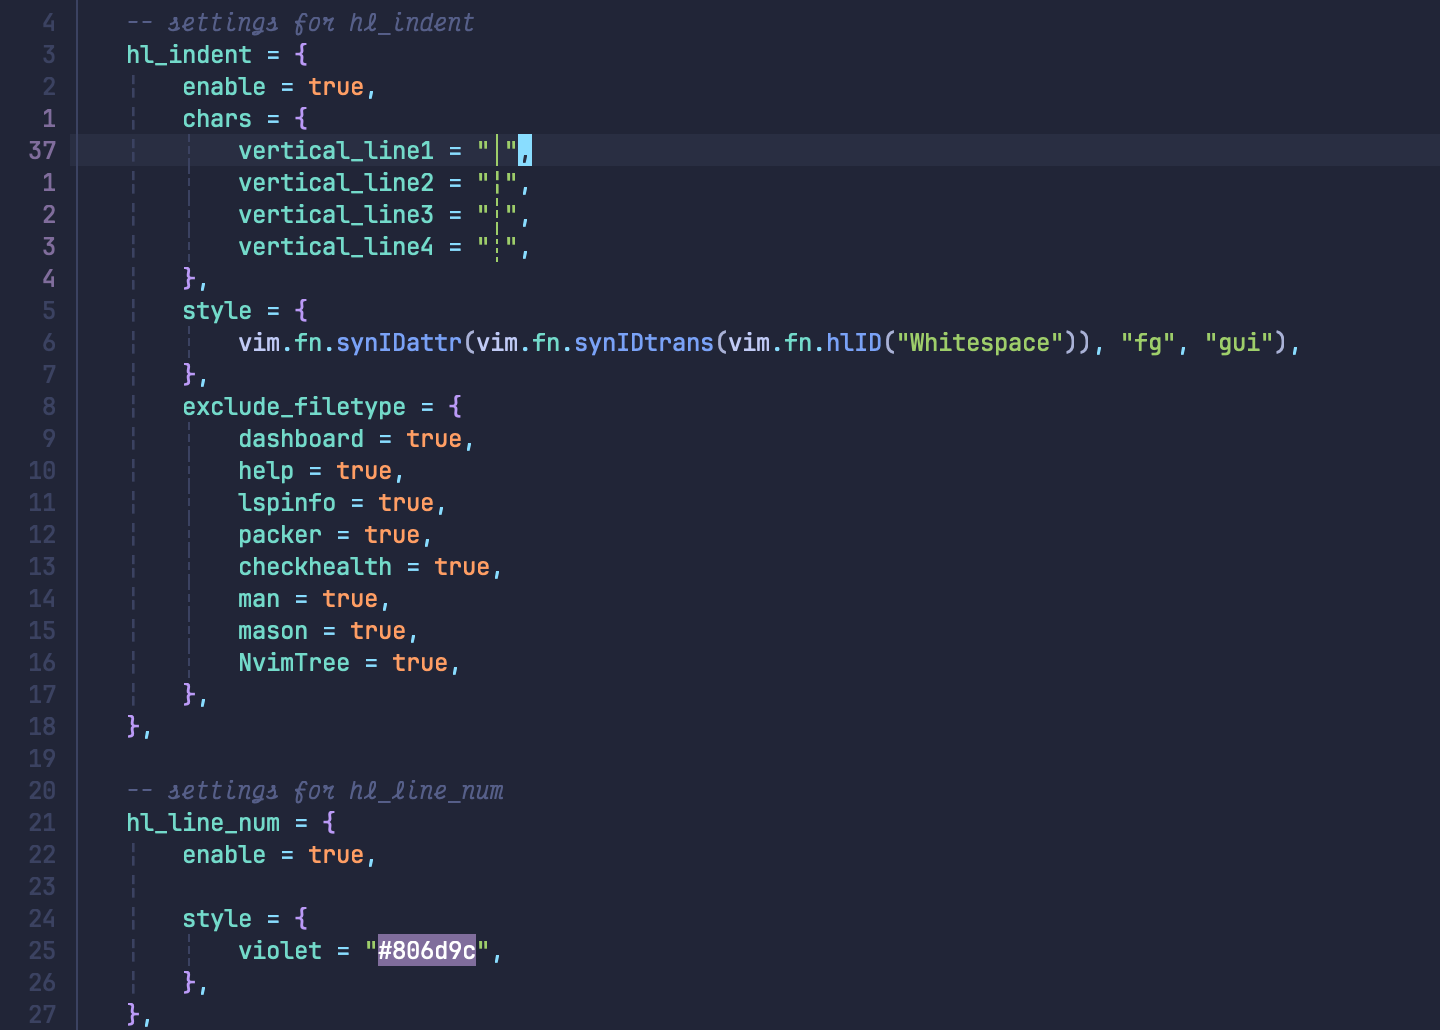 4 -- settings for hl_indent
3 hl_indent = {
2 enable = true,
1 chars = {
37 vertical_line1 = "│",
1 vertical_line2 = "╎",
2 vertical_line3 = "┆",
3 vertical_line4 = "┊",
4 },
5 style = {
6 vim.fn.synIDattr(vim.fn.synIDtrans(vim.fn.hlID("Whitespace")), "fg", "gui"),
7 },
8 exclude_filetype = {
9 dashboard = true,
10 help = true,
11 lspinfo = true,
12 packer = true,
13 checkhealth = true,
14 man = true,
15 mason = true,
16 NvimTree = true,
17 },
18 },
19
20 -- settings for hl_line_num
21 hl_line_num = {
22 enable = true,
23
24 style = {
25 violet = "#806d9c",
26 },
27 },